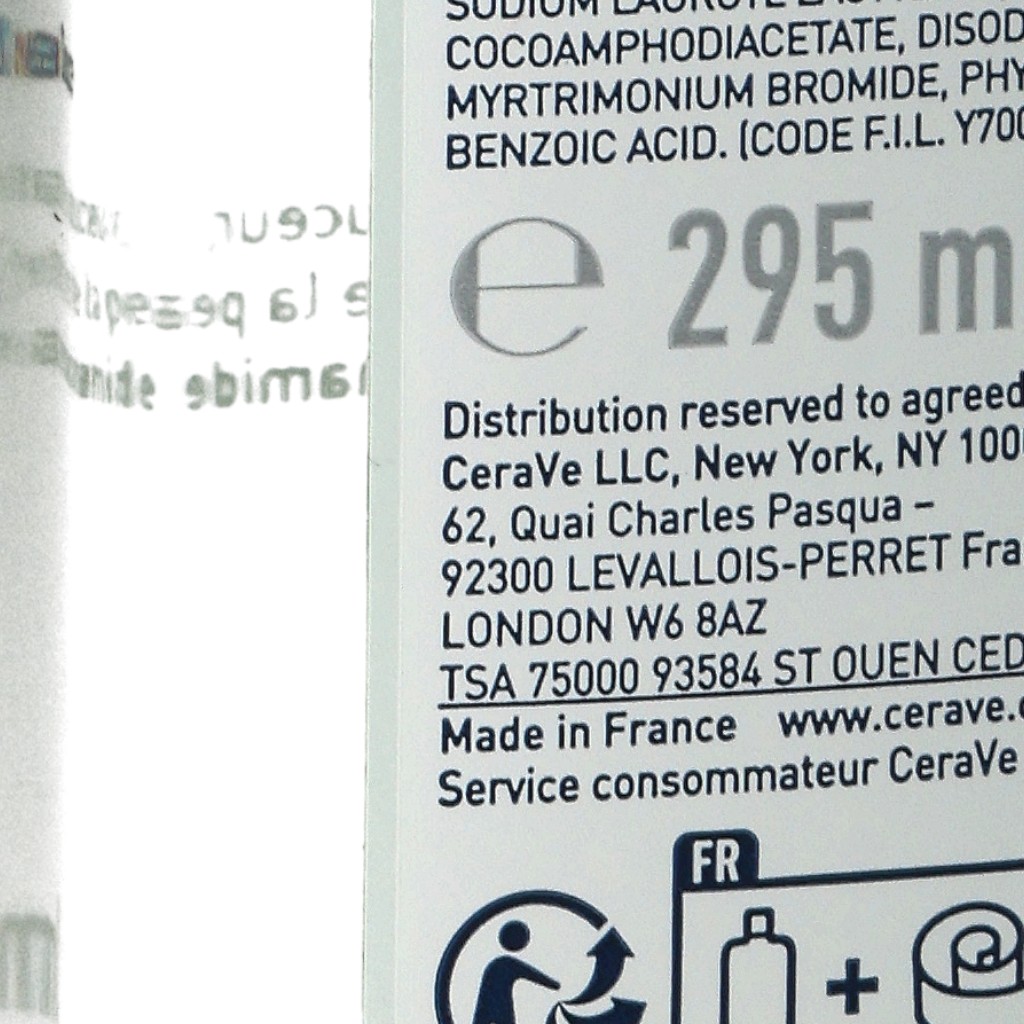 COCOAMPHODIACETATE, DISOD
MYRTRIMONIUM BROMIDE, PHY
BENZOIC ACID. (CODE F.I.L. Y700
e 295 m
Distribution reserved to agreed
CeraVe LLC, New York, NY 100
62, Quai Charles Pasqua –
92300 LEVALLOIS-PERRET Fra
LONDON W6 8AZ
TSA 75000 93584 ST OUEN CED
Made in France www.cerave.c
Service consommateur CeraVe
FR
+